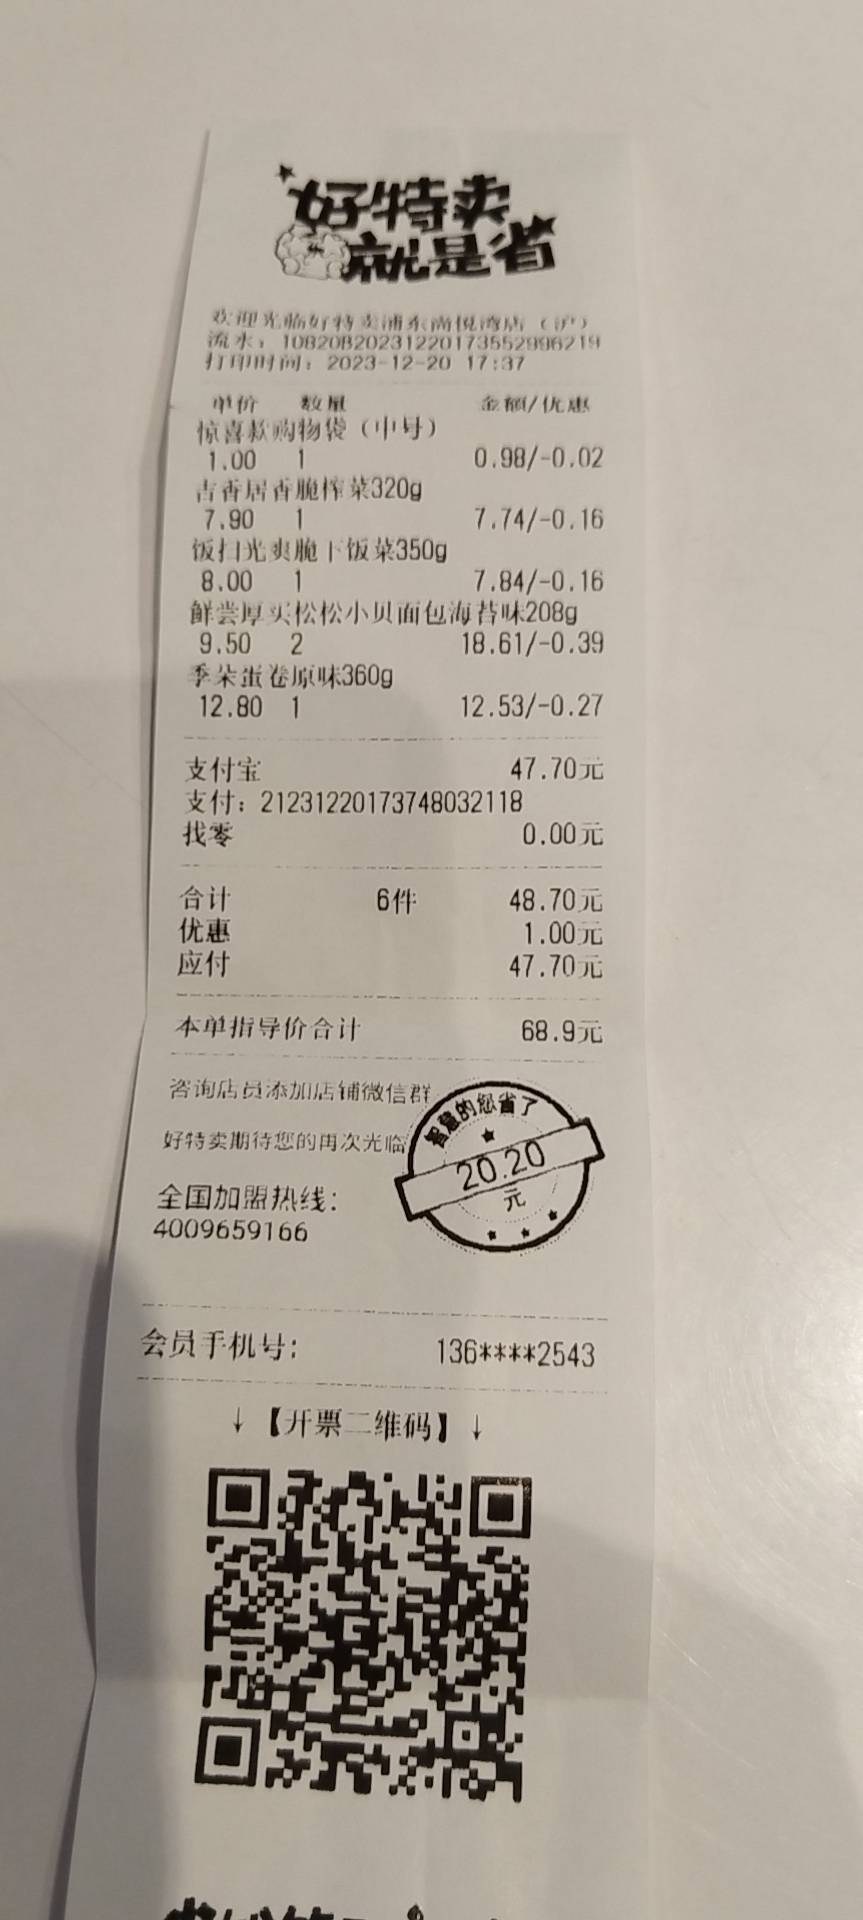 好特卖
就是省
欢迎光临好特卖浦东尚悦湾店（沪）
流水：10820B2023122017355299621​9
打印时间：2023-12-20 17:37
单价 数量 金额/优惠
惊喜款购物袋（中号）
1.00 1 0.98/-0.02
吉香居香脆榨菜320g
7.90 1 7.74/-0.16
饭扫光爽脆下饭菜350g
8.00 1 7.84/-0.16
鲜尝厚买松松小贝面包海苔味208g
9.50 2 18.61/-0.39
季朵蛋卷原味360g
12.80 1 12.53/-0.27
支付宝 47.70元
支付：21231220173748032118
找零 0.00元
合计 6件 48.70元
优惠 1.00元
应付 47.70元
本单指导价合计 68.9元
咨询店员添加店铺微信群
好特卖期待您的再次光临
智慧的您省了
20.20
元
全国加盟热线：
4009659166
会员手机号： 136****2543
↓【开票二维码】↓